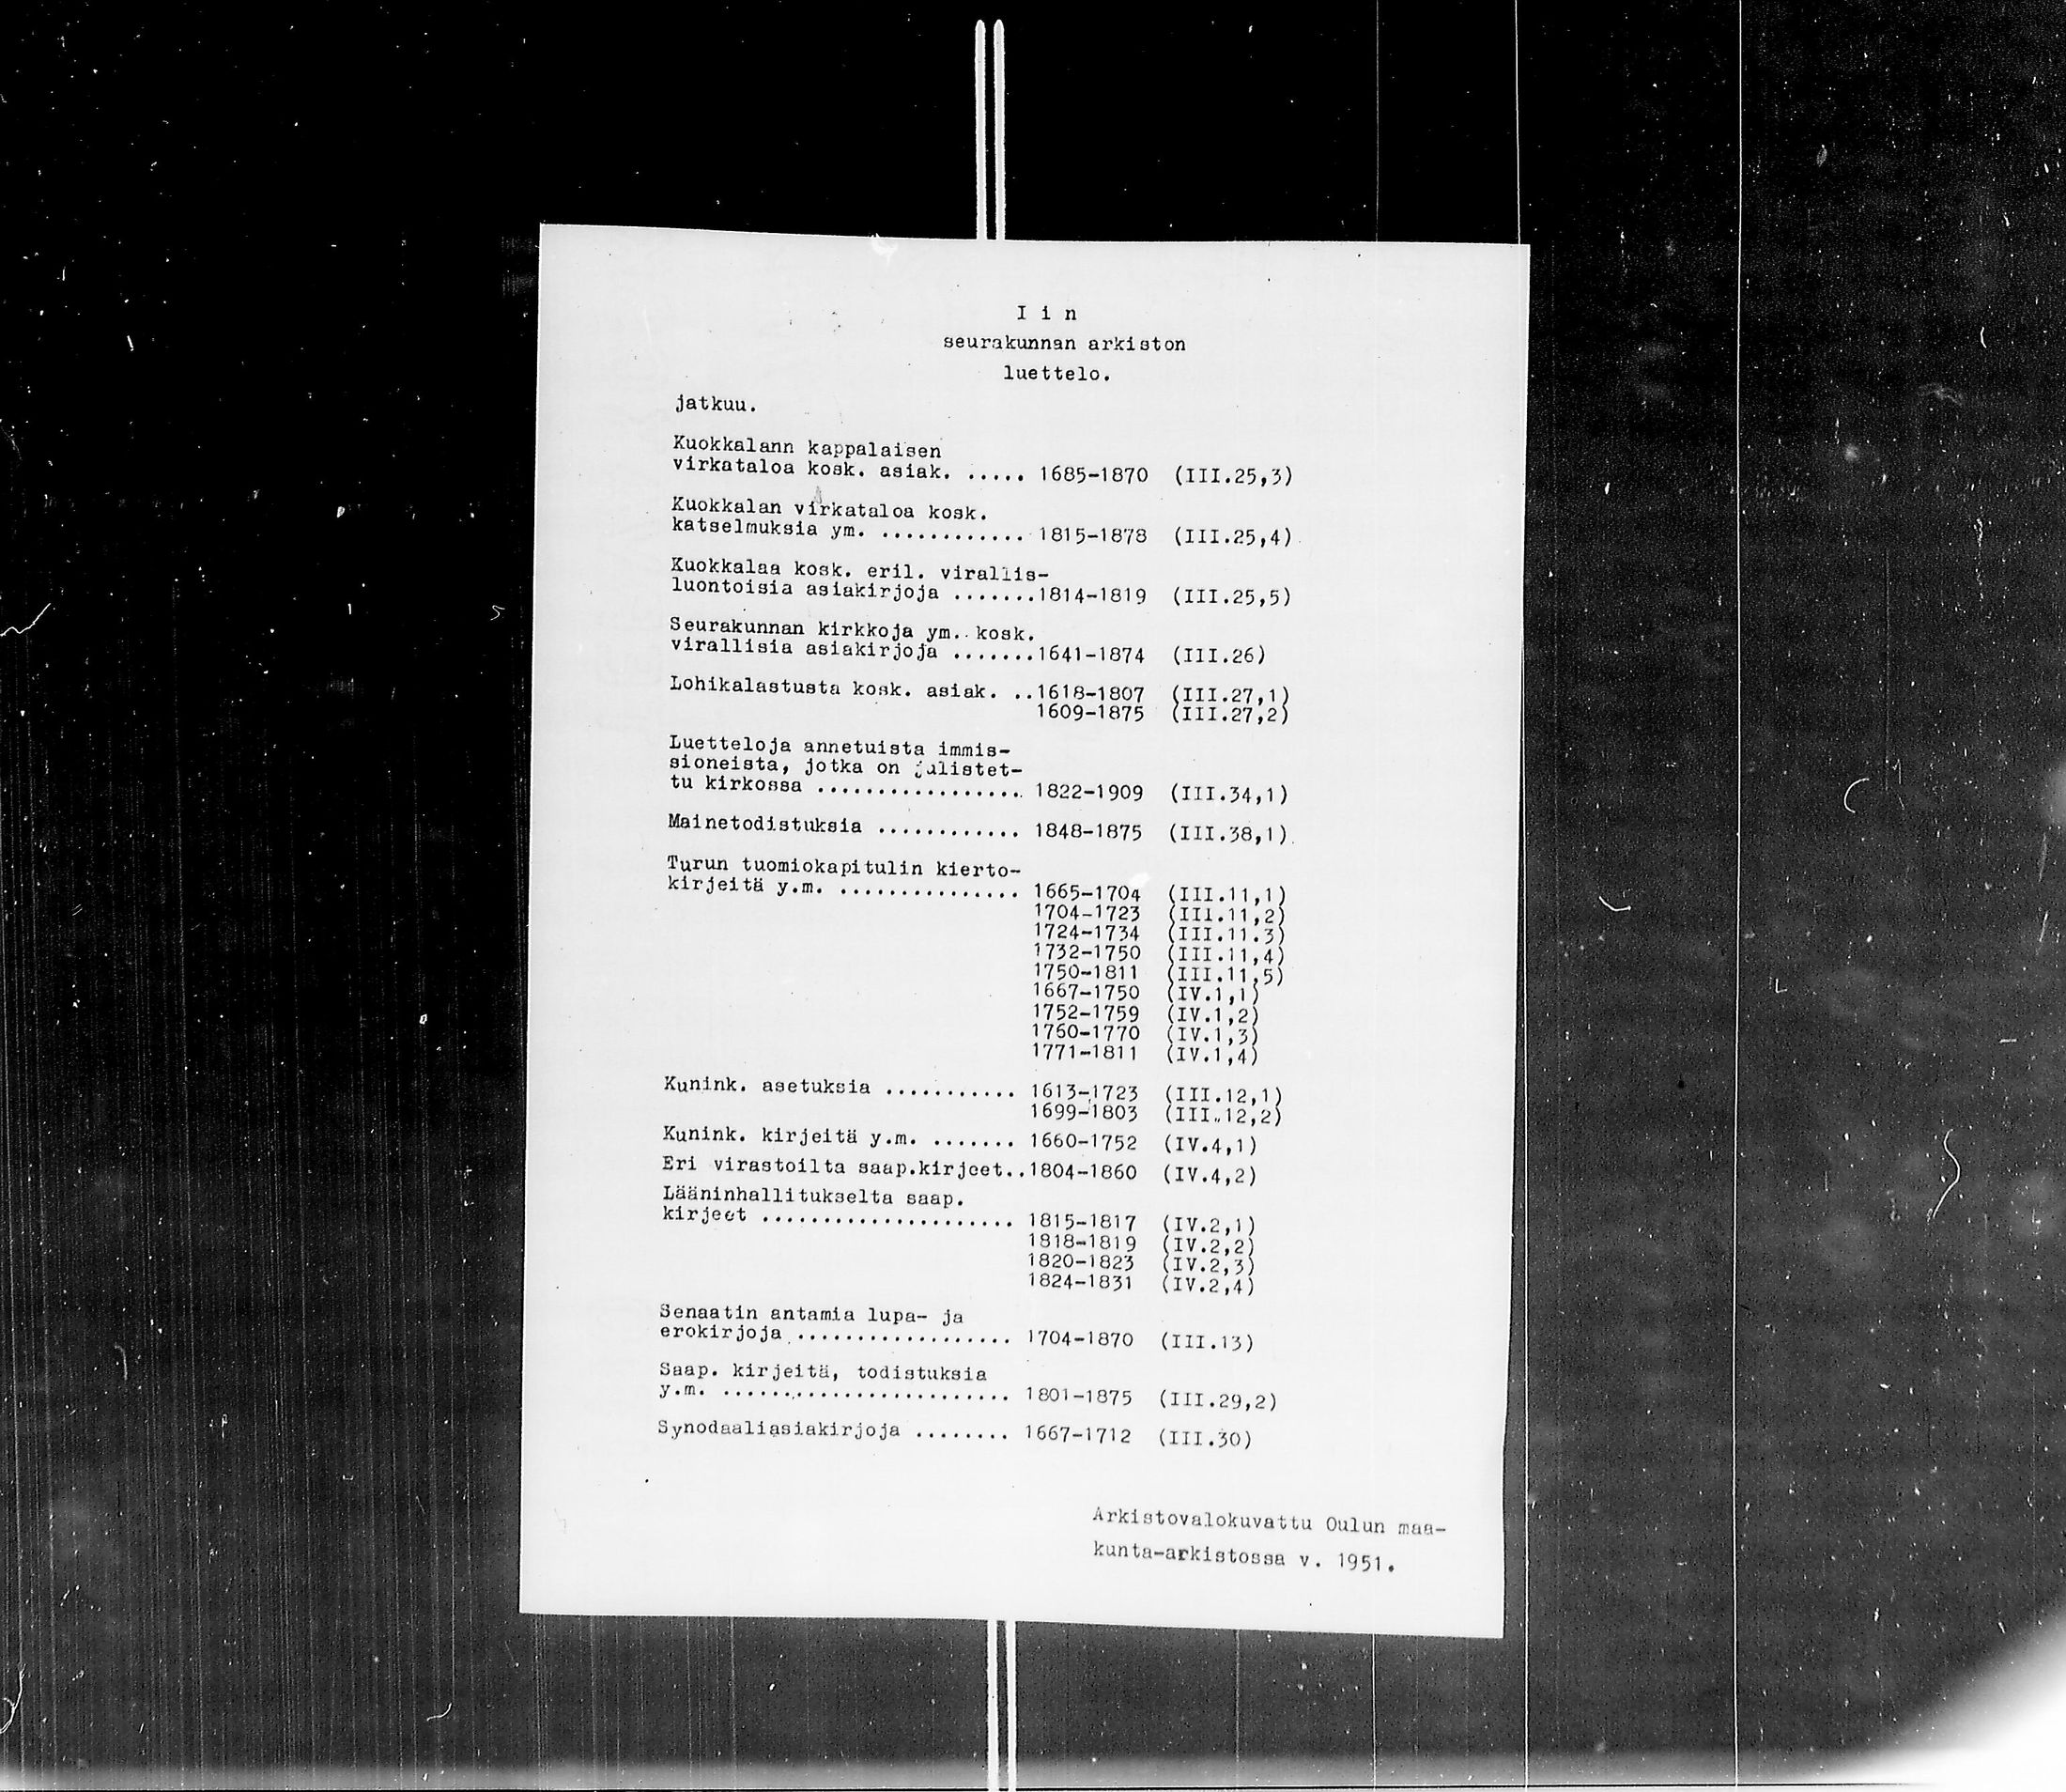 I i n
seurakunnan arkiston
luettelo.
jatkuu.
Kuokkalann kappalaisen
virkataloa kosk. asiak. ..... 1685-1870 (III.25,3)
Kuokkalan virkataloa kosk.
katselmuksia ym. ............ 1815-1878 (III.25,4)
Kuokkalaa kosk. eril. virallis-
luontoisia asiakirjoja .......1814-1819 (III.25,5)
Seurakunnan kirkkoja ym. kosk.
virallisia asiakirjoja .......1641-1874 (III.26)
Lohikalastusta kosk. asiak. ..1618-1807 (III.27,1)
1609-1875 (III.27,2)
Luetteloja annetuista immis-
sioneista, jotka on julistet-
tu kirkossa ................. 1822-1909 (III.34,1)
Mainetodistuksia ............ 1848-1875 (III.38,1)
Turun tuomiokapitulin kierto-
kirjeitä y.m. ............... 1665-1704 (III.11,1)
1704-1723 (III.11,2)
1724-1734 (III.11.3)
1732-1750 (III.11,4)
1750-1811 (III.11,5)
1667-1750 (IV.1,1)
1752-1759 (IV.1,2)
1760-1770 (IV.1,3)
1771-1811 (IV.1,4)
Kunink. asetuksia ........... 1613-1723 (III.12,1)
1699-1803 (III.12,2)
Kunink. kirjeitä y.m. ....... 1660-1752 (IV.4,1)
Eri virastoilta saap.kirjeet..1804-1860 (IV.4,2)
Lääninhallitukselta saap.
kirjeet ..................... 1815-1817 (IV.2,1)
1818-1819 (IV.2,2)
1820-1823 (IV.2,3)
1824-1831 (IV.2,4)
Senaatin antamia lupa- ja
erokirjoja .................. 1704-1870 (III.13)
Saap. kirjeitä, todistuksia
y.m. ........................ 1801-1875 (III.29,2)
Synodaaliasiakirjoja ........ 1667-1712 (III.30)
Arkistovalokuvattu Oulun maa-
kunta-arkistossa v. 1951.